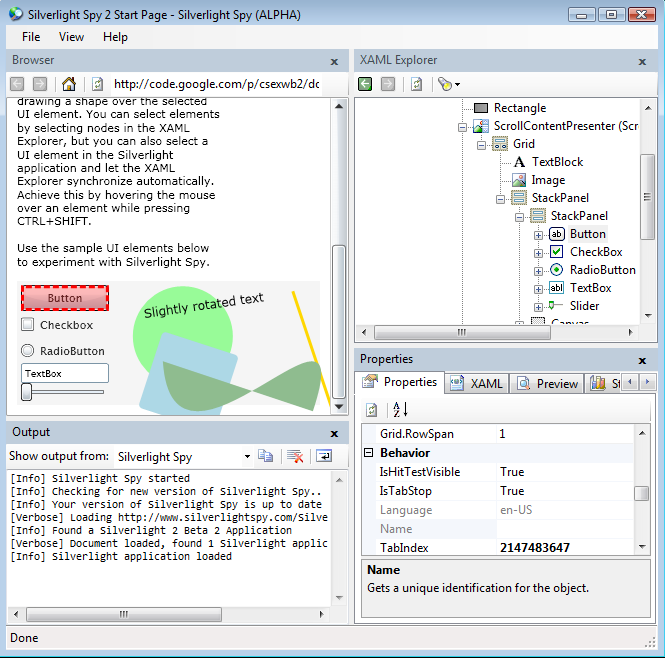 Silverlight Spy 2 Start Page - Silverlight Spy (ALPHA)
File View Help
Browser
http://code.google.com/p/csexwb2/dc
drawing a shape over the selected
UI element. You can select elements
by selecting nodes in the XAML
Explorer, but you can also select a
UI element in the Silverlight
application and let the XAML
Explorer synchronize automatically.
Achieve this by hovering the mouse
over an element while pressing
CTRL+SHIFT.
Use the sample UI elements below
to experiment with Silverlight Spy.
Button
Slightly rotated text
Checkbox
RadioButton
TextBox
Output
Show output from: Silverlight Spy
[Info] Silverlight Spy started
[Info] Checking for new version of Silverlight Spy..
[Info] Your version of Silverlight Spy is up to date
[Verbose] Loading http://www.silverlightspy.com/Silve
[Info] Found a Silverlight 2 Beta 2 Application
[Verbose] Document loaded, found 1 Silverlight applic
[Info] Silverlight application loaded
XAML Explorer
Rectangle
ScrollContentPresenter (Scr
Grid
A TextBlock
Image
StackPanel
StackPanel
ab Button
CheckBox
RadioButton
ab TextBox
Slider
Canvas
Properties
Properties XAML Preview St
Grid.RowSpan 1
Behavior
IsHitTestVisible True
IsTabStop True
Language en-US
Name
TabIndex 2147483647
Name
Gets a unique identification for the object.
Done